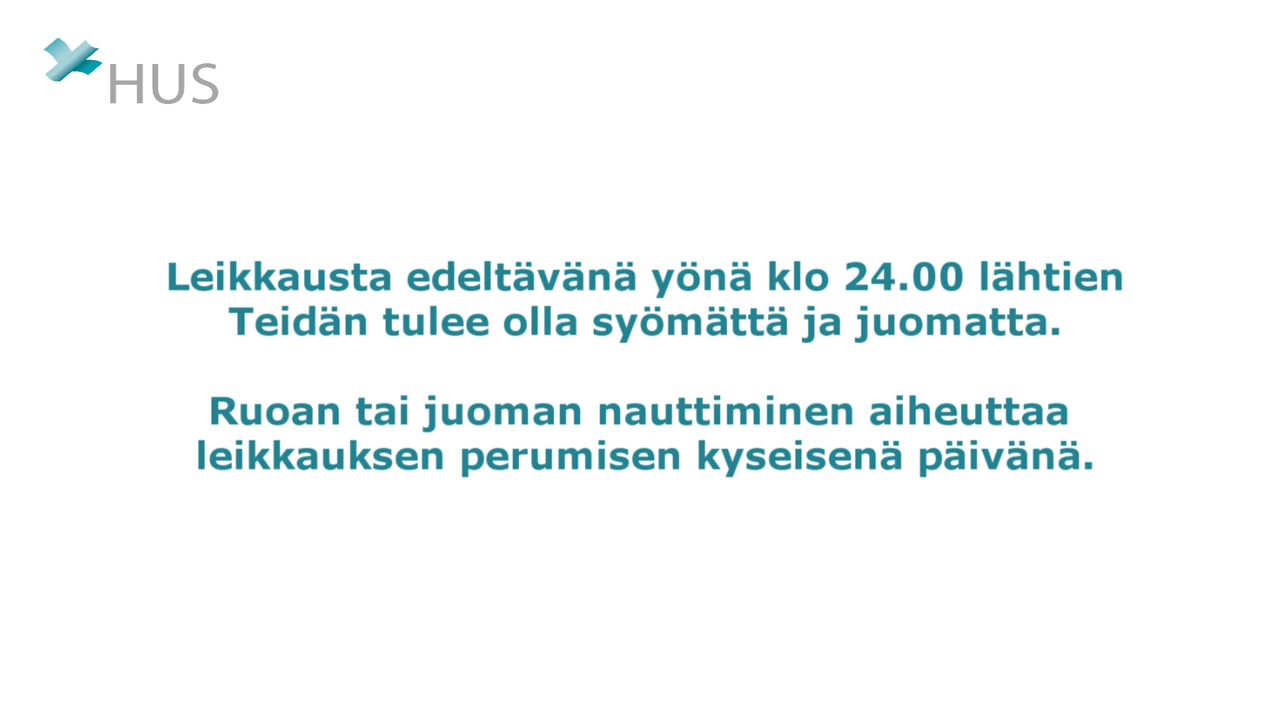 HUS
Leikkausta edeltävänä yönä klo 24.00 lähtien
Teidän tulee olla syömättä ja juomatta.
Ruoan tai juoman nauttiminen aiheuttaa
leikkauksen perumisen kyseisenä päivänä.